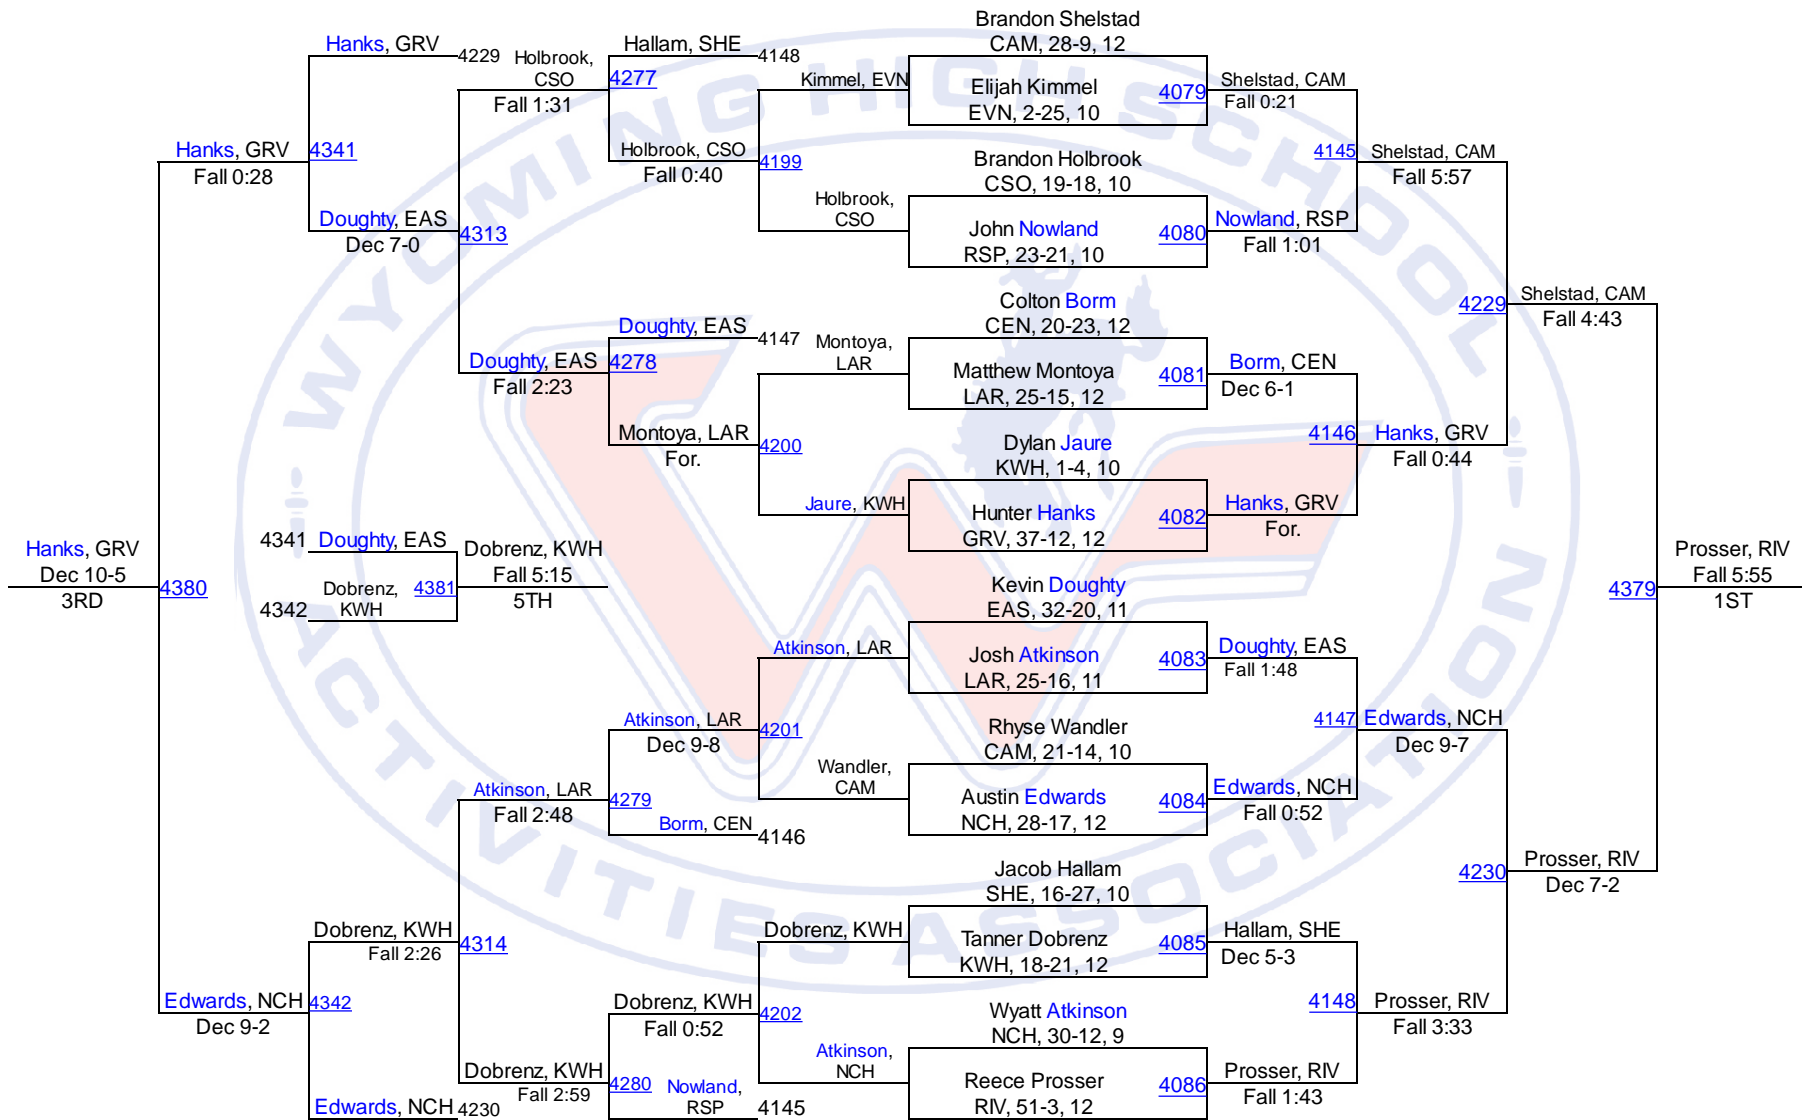 Brandon Shelstad
CAM, 28-9, 12
Hanks, GRV
4229
Holbrook,
CSO
Fall 1:31
Hallam, SHE
4148
4277
Kimmel, EVN
Elijah Kimmel
EVN, 2-25, 10
4079
Shelstad, CAM
Fall 0:21
Hanks, GRV
Fall 0:28
4341
Holbrook, CSO
Fall 0:40
4199
Brandon Holbrook
CSO, 19-18, 10
4145
Shelstad, CAM
Fall 5:57
Doughty, EAS
Dec 7-0
4313
Holbrook,
CSO
John Nowland
RSP, 23-21, 10
4080
Nowland, RSP
Fall 1:01
Colton Borm
CEN, 20-23, 12
4229
Shelstad, CAM
Fall 4:43
Doughty, EAS
4147
Doughty, EAS
Fall 2:23
4278
Montoya,
LAR
Matthew Montoya
LAR, 25-15, 12
4081
Borm, CEN
Dec 6-1
Montoya, LAR
For.
4200
Dylan Jaure
KWH, 1-4, 10
4146
Hanks, GRV
Fall 0:44
Jaure, KWH
Hunter Hanks
GRV, 37-12, 12
4082
Hanks, GRV
For.
Hanks, GRV
Dec 10-5
3RD
4380
4341
Doughty, EAS
4342
Dobrenz,
KWH
4381
Dobrenz, KWH
Fall 5:15
5TH
Kevin Doughty
EAS, 32-20, 11
4379
Prosser, RIV
Fall 5:55
1ST
Atkinson, LAR
Josh Atkinson
LAR, 25-16, 11
4083
Doughty, EAS
Fall 1:48
Atkinson, LAR
Dec 9-8
4201
Rhyse Wandler
CAM, 21-14, 10
4147
Edwards, NCH
Dec 9-7
Atkinson, LAR
Fall 2:48
4279
Wandler,
CAM
Austin Edwards
NCH, 28-17, 12
4084
Edwards, NCH
Fall 0:52
Borm, CEN
4146
Jacob Hallam
SHE, 16-27, 10
4230
Prosser, RIV
Dec 7-2
Dobrenz, KWH
Fall 2:26
4314
Dobrenz, KWH
Tanner Dobrenz
KWH, 18-21, 12
4085
Hallam, SHE
Dec 5-3
Edwards, NCH
Dec 9-2
4342
Dobrenz, KWH
Fall 0:52
4202
Wyatt Atkinson
NCH, 30-12, 9
4148
Prosser, RIV
Fall 3:33
Dobrenz, KWH
Fall 2:59
4280
Nowland,
RSP
4145
Atkinson,
NCH
Reece Prosser
RIV, 51-3, 12
4086
Prosser, RIV
Fall 1:43
Edwards, NCH
4230
WYOMING HIGH SCHOOL
ACTIVITIES ASSOCIATION